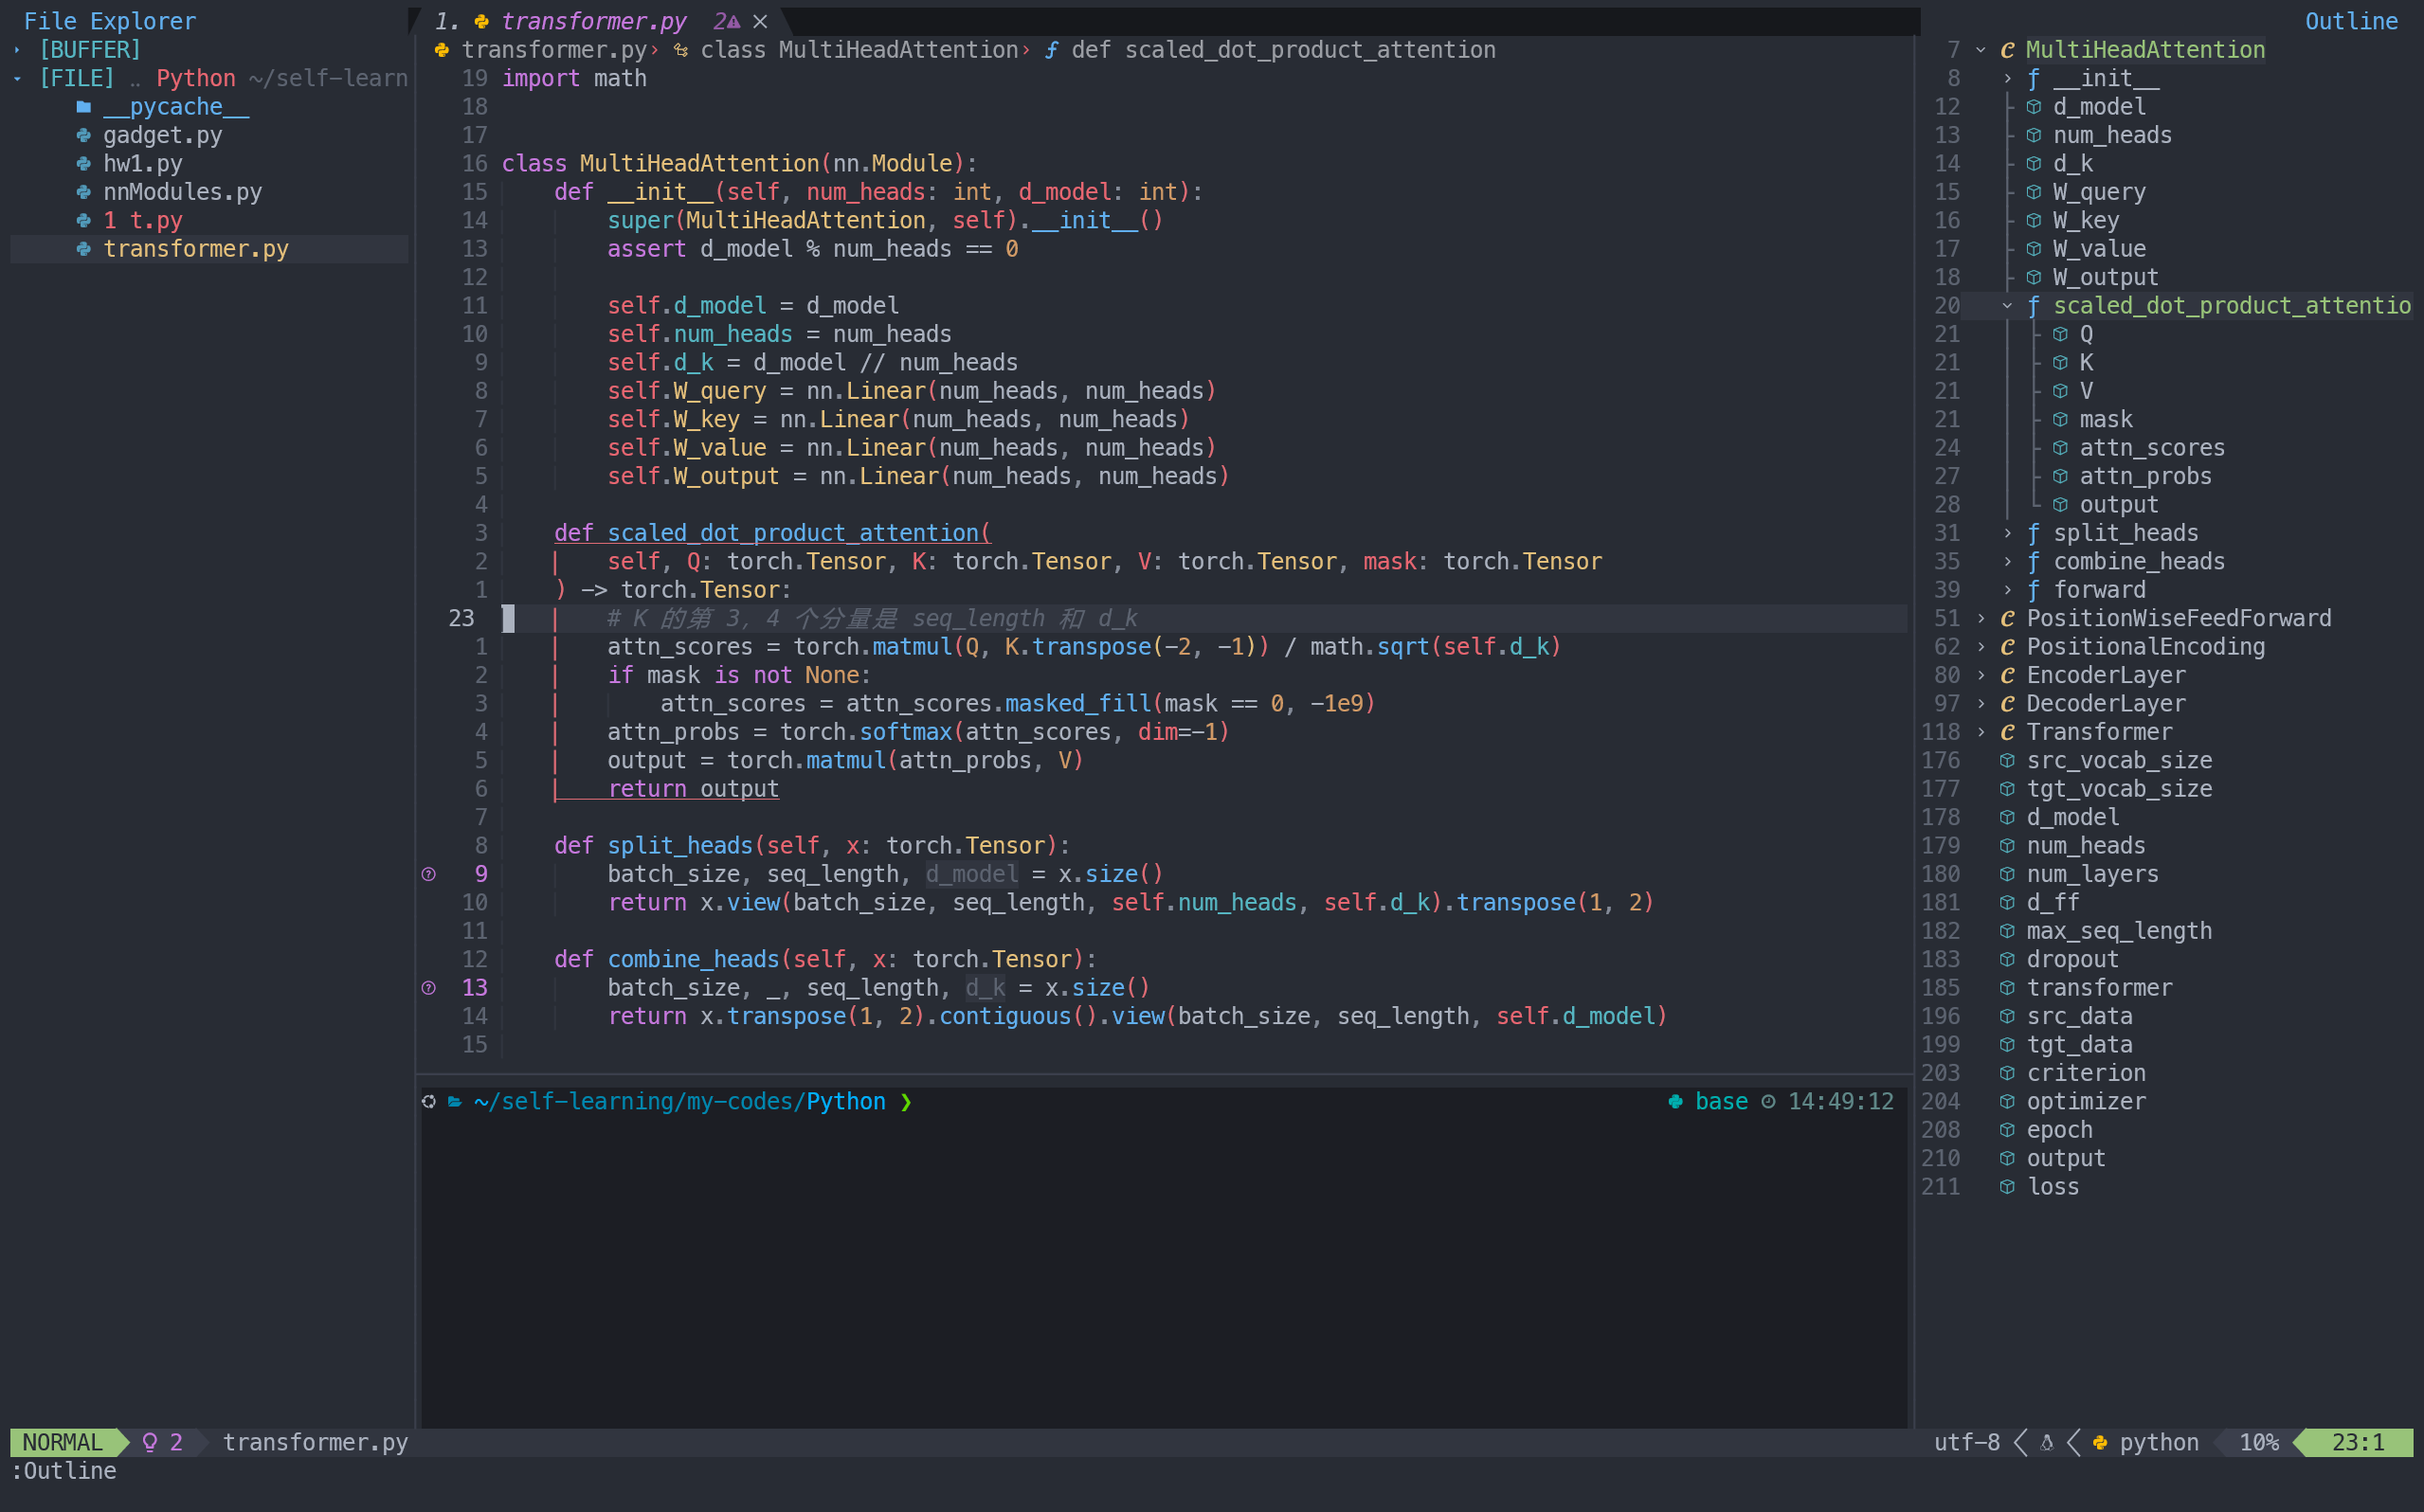 File Explorer
[BUFFER]
[FILE] .. Python ~/self-learn
__pycache__
gadget.py
hw1.py
nnModules.py
1 t.py
transformer.py
1. transformer.py 2
transformer.py› class MultiHeadAttention› def scaled_dot_product_attention
19 import math
18
17
16 class MultiHeadAttention(nn.Module):
15     def __init__(self, num_heads: int, d_model: int):
14         super(MultiHeadAttention, self).__init__()
13         assert d_model % num_heads == 0
12
11         self.d_model = d_model
10         self.num_heads = num_heads
9         self.d_k = d_model // num_heads
8         self.W_query = nn.Linear(num_heads, num_heads)
7         self.W_key = nn.Linear(num_heads, num_heads)
6         self.W_value = nn.Linear(num_heads, num_heads)
5         self.W_output = nn.Linear(num_heads, num_heads)
4
3     def scaled_dot_product_attention(
2         self, Q: torch.Tensor, K: torch.Tensor, V: torch.Tensor, mask: torch.Tensor
1     ) -> torch.Tensor:
23         # K 的第 3, 4 个分量是 seq_length 和 d_k
1         attn_scores = torch.matmul(Q, K.transpose(-2, -1)) / math.sqrt(self.d_k)
2         if mask is not None:
3             attn_scores = attn_scores.masked_fill(mask == 0, -1e9)
4         attn_probs = torch.softmax(attn_scores, dim=-1)
5         output = torch.matmul(attn_probs, V)
6         return output
7
8     def split_heads(self, x: torch.Tensor):
9         batch_size, seq_length, d_model = x.size()
10         return x.view(batch_size, seq_length, self.num_heads, self.d_k).transpose(1, 2)
11
12     def combine_heads(self, x: torch.Tensor):
13         batch_size, _, seq_length, d_k = x.size()
14         return x.transpose(1, 2).contiguous().view(batch_size, seq_length, self.d_model)
15
~/self-learning/my-codes/Python ❯ base 14:49:12
Outline
7 MultiHeadAttention
8 __init__
12 d_model
13 num_heads
14 d_k
15 W_query
16 W_key
17 W_value
18 W_output
20 scaled_dot_product_attentio
21 Q
21 K
21 V
21 mask
24 attn_scores
27 attn_probs
28 output
31 split_heads
35 combine_heads
39 forward
51 PositionWiseFeedForward
62 PositionalEncoding
80 EncoderLayer
97 DecoderLayer
118 Transformer
176 src_vocab_size
177 tgt_vocab_size
178 d_model
179 num_heads
180 num_layers
181 d_ff
182 max_seq_length
183 dropout
185 transformer
196 src_data
199 tgt_data
203 criterion
204 optimizer
208 epoch
210 output
211 loss
NORMAL 2 transformer.py utf-8 python 10% 23:1
:Outline